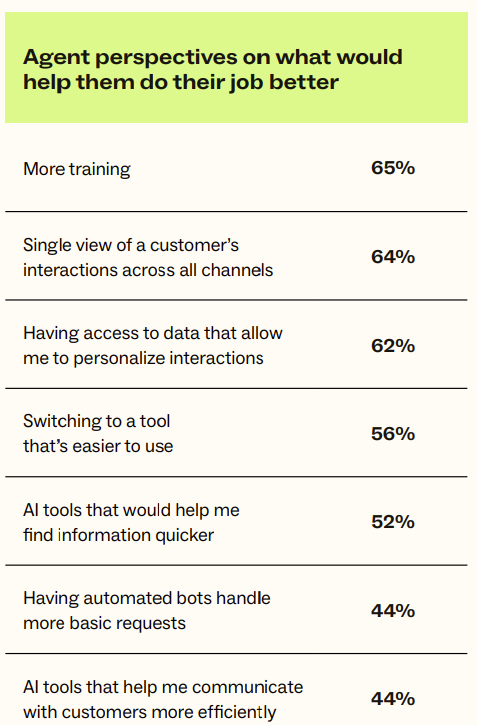 Agent perspectives on what would
help them do their job better
More training
65%
Single view of a customer's
interactions across all channels
64%
Having access to data that allow
me to personalize interactions
62%
Switching to a tool
that's easier to use
56%
AI tools that would help me
find information quicker
52%
Having automated bots handle
more basic requests
44%
AI tools that help me communicate
with customers more efficiently
44%